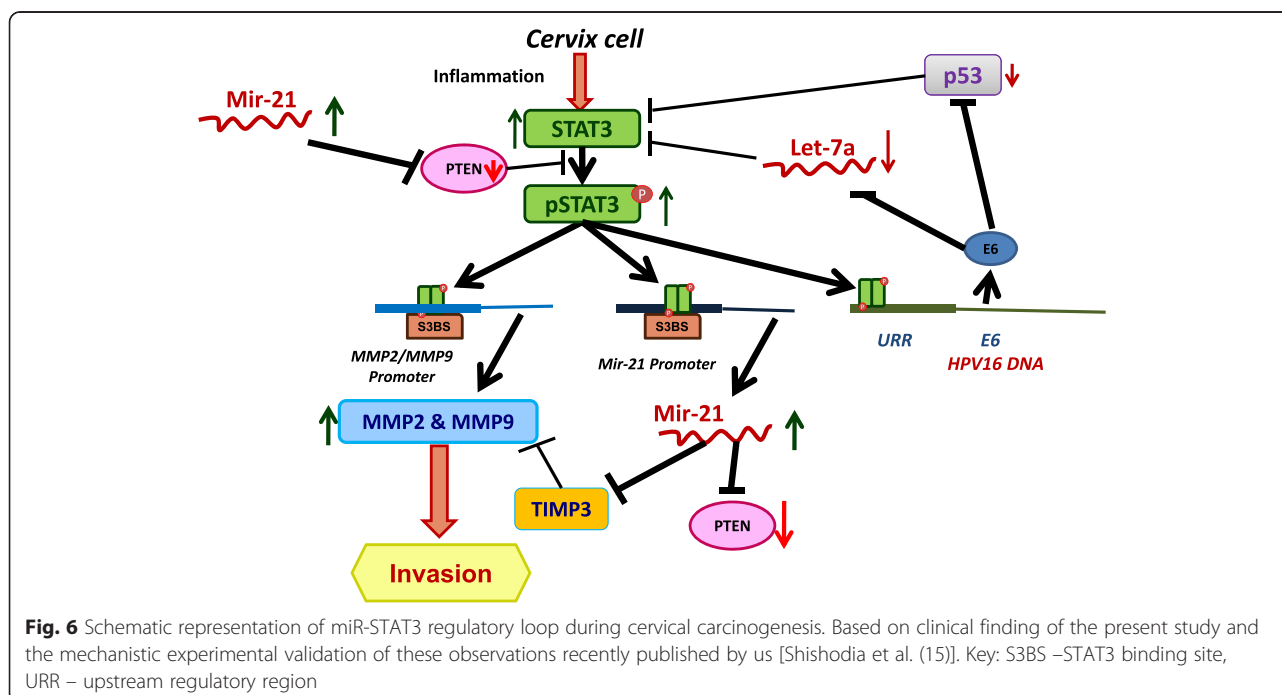 Cervix cell
Inflammation
Mir-21
STAT3
p53
PTEN
Let-7a
pSTAT3
P
E6
P
P
P
P
P
P
S3BS
S3BS
MMP2/MMP9
Promoter
Mir-21 Promoter
URR
E6
HPV16 DNA
MMP2 & MMP9
Mir-21
TIMP3
PTEN
Invasion
Fig. 6 Schematic representation of miR-STAT3 regulatory loop during cervical carcinogenesis. Based on clinical finding of the present study and
the mechanistic experimental validation of these observations recently published by us [Shishodia et al. (15)]. Key: S3BS –STAT3 binding site,
URR – upstream regulatory region